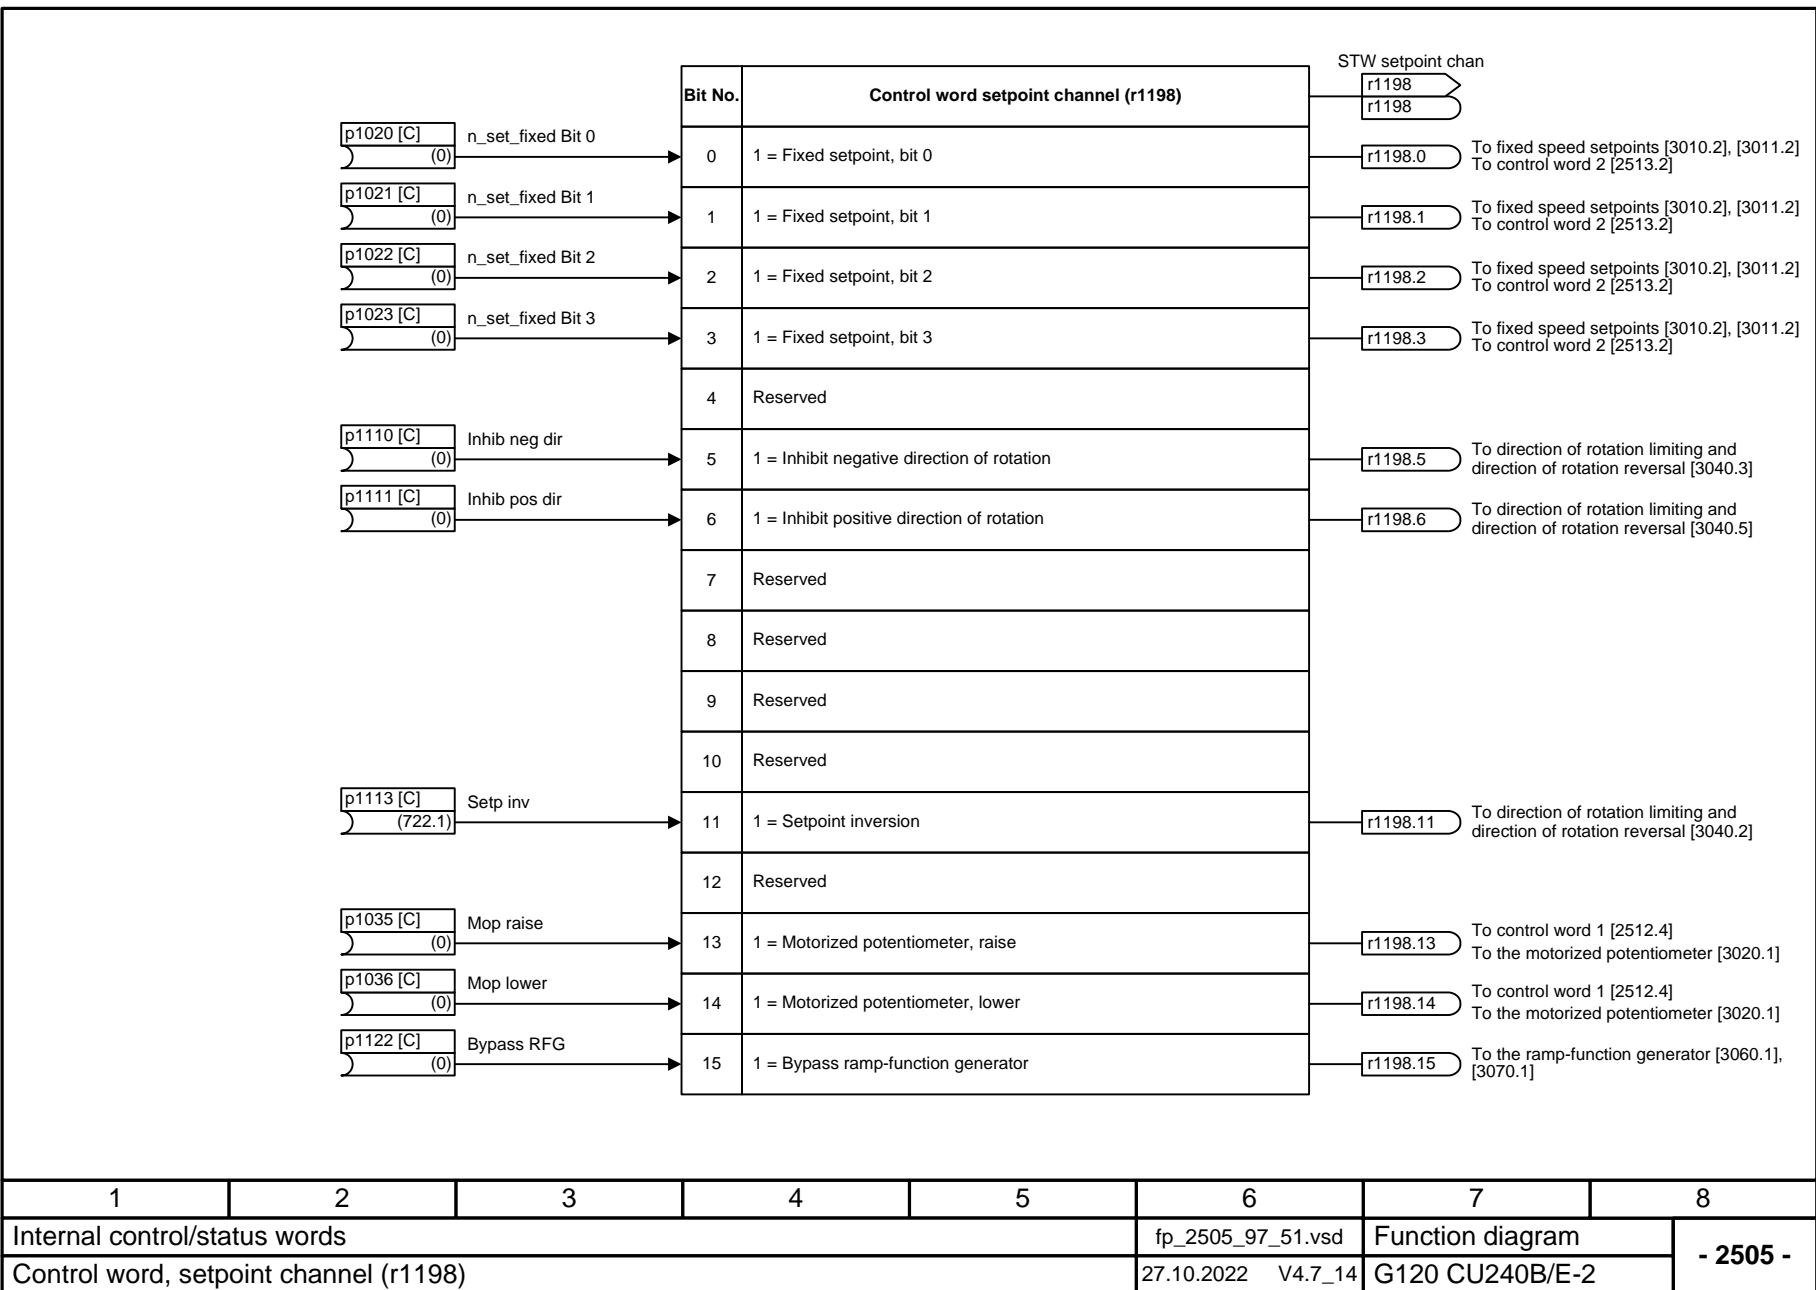 STW setpoint chan
Bit No. Control word setpoint channel (r1198) r1198
r1198
p1020 [C] n_set_fixed Bit 0
(0) 0 1 = Fixed setpoint, bit 0 r1198.0 To fixed speed setpoints [3010.2], [3011.2]
To control word 2 [2513.2]
p1021 [C] n_set_fixed Bit 1
(0) 1 1 = Fixed setpoint, bit 1 r1198.1 To fixed speed setpoints [3010.2], [3011.2]
To control word 2 [2513.2]
p1022 [C] n_set_fixed Bit 2
(0) 2 1 = Fixed setpoint, bit 2 r1198.2 To fixed speed setpoints [3010.2], [3011.2]
To control word 2 [2513.2]
p1023 [C] n_set_fixed Bit 3
(0) 3 1 = Fixed setpoint, bit 3 r1198.3 To fixed speed setpoints [3010.2], [3011.2]
To control word 2 [2513.2]
4 Reserved
p1110 [C] Inhib neg dir
(0) 5 1 = Inhibit negative direction of rotation r1198.5 To direction of rotation limiting and
direction of rotation reversal [3040.3]
p1111 [C] Inhib pos dir
(0) 6 1 = Inhibit positive direction of rotation r1198.6 To direction of rotation limiting and
direction of rotation reversal [3040.5]
7 Reserved
8 Reserved
9 Reserved
10 Reserved
p1113 [C] Setp inv
(722.1) 11 1 = Setpoint inversion r1198.11 To direction of rotation limiting and
direction of rotation reversal [3040.2]
12 Reserved
p1035 [C] Mop raise
(0) 13 1 = Motorized potentiometer, raise r1198.13 To control word 1 [2512.4]
To the motorized potentiometer [3020.1]
p1036 [C] Mop lower
(0) 14 1 = Motorized potentiometer, lower r1198.14 To control word 1 [2512.4]
To the motorized potentiometer [3020.1]
p1122 [C] Bypass RFG
(0) 15 1 = Bypass ramp-function generator r1198.15 To the ramp-function generator [3060.1],
[3070.1]
1 2 3 4 5 6 7 8
Internal control/status words fp_2505_97_51.vsd Function diagram - 2505 -
Control word, setpoint channel (r1198) 27.10.2022 V4.7_14 G120 CU240B/E-2